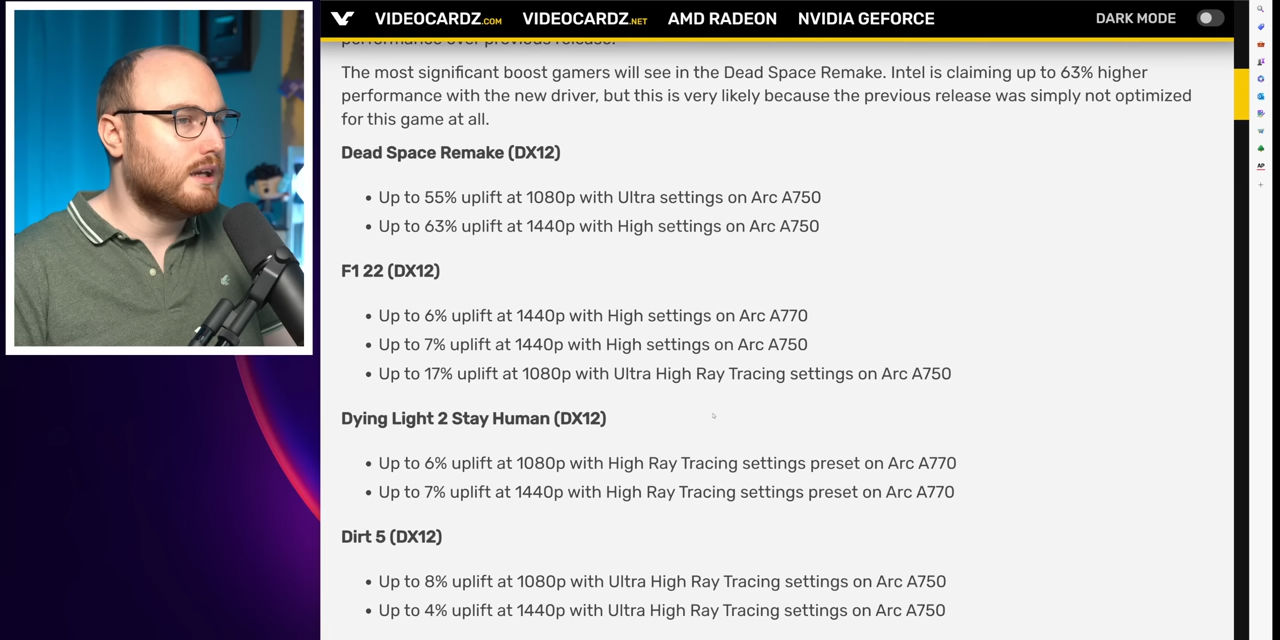 VIDEOCARDZ.COM VIDEOCARDZ.NET AMD RADEON NVIDIA GEFORCE DARK MODE
performance over previous release.
The most significant boost gamers will see in the Dead Space Remake. Intel is claiming up to 63% higher
performance with the new driver, but this is very likely because the previous release was simply not optimized
for this game at all.
Dead Space Remake (DX12)
• Up to 55% uplift at 1080p with Ultra settings on Arc A750
• Up to 63% uplift at 1440p with High settings on Arc A750
F1 22 (DX12)
• Up to 6% uplift at 1440p with High settings on Arc A770
• Up to 7% uplift at 1440p with High settings on Arc A750
• Up to 17% uplift at 1080p with Ultra High Ray Tracing settings on Arc A750
Dying Light 2 Stay Human (DX12)
• Up to 6% uplift at 1080p with High Ray Tracing settings preset on Arc A770
• Up to 7% uplift at 1440p with High Ray Tracing settings preset on Arc A770
Dirt 5 (DX12)
• Up to 8% uplift at 1080p with Ultra High Ray Tracing settings on Arc A750
• Up to 4% uplift at 1440p with Ultra High Ray Tracing settings on Arc A750
AP